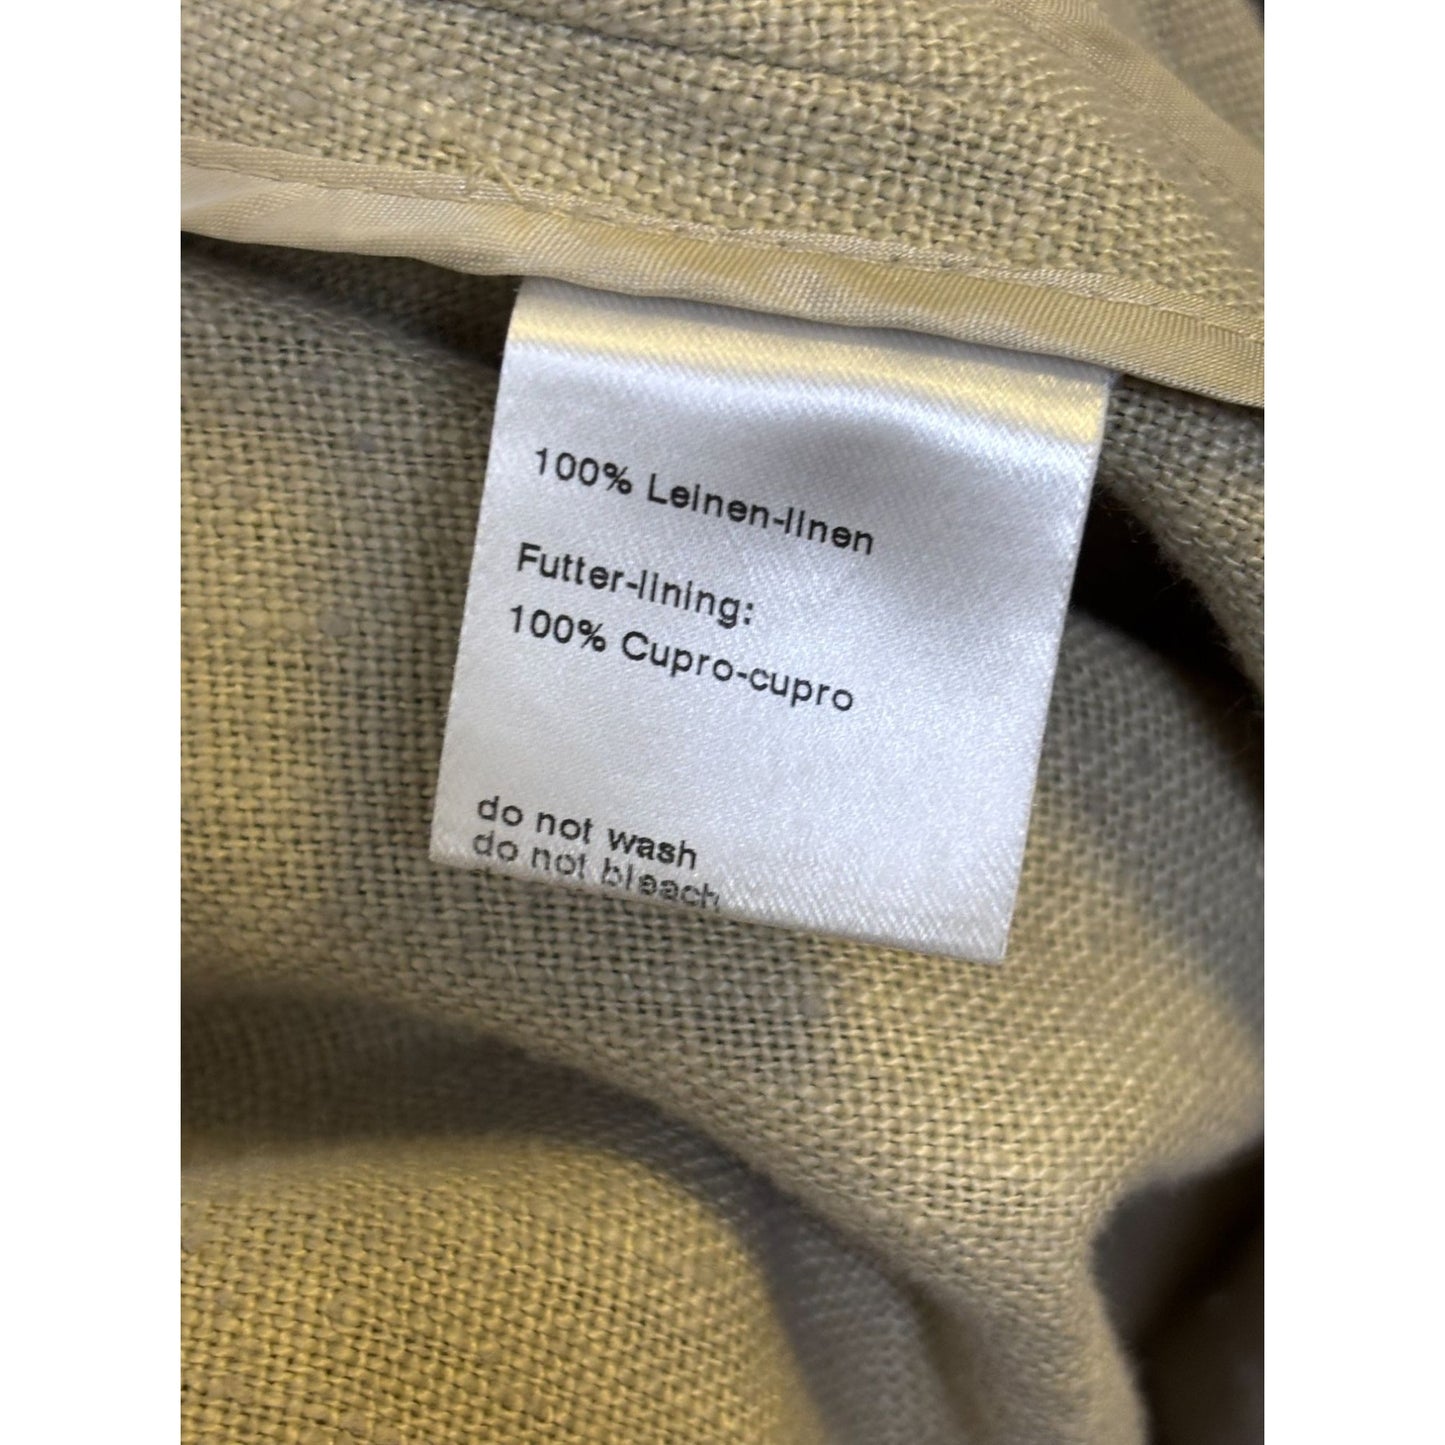 100% Leinen-linen
Futter-lining:
100% Cupro-cupro
do not wash
do not bleach